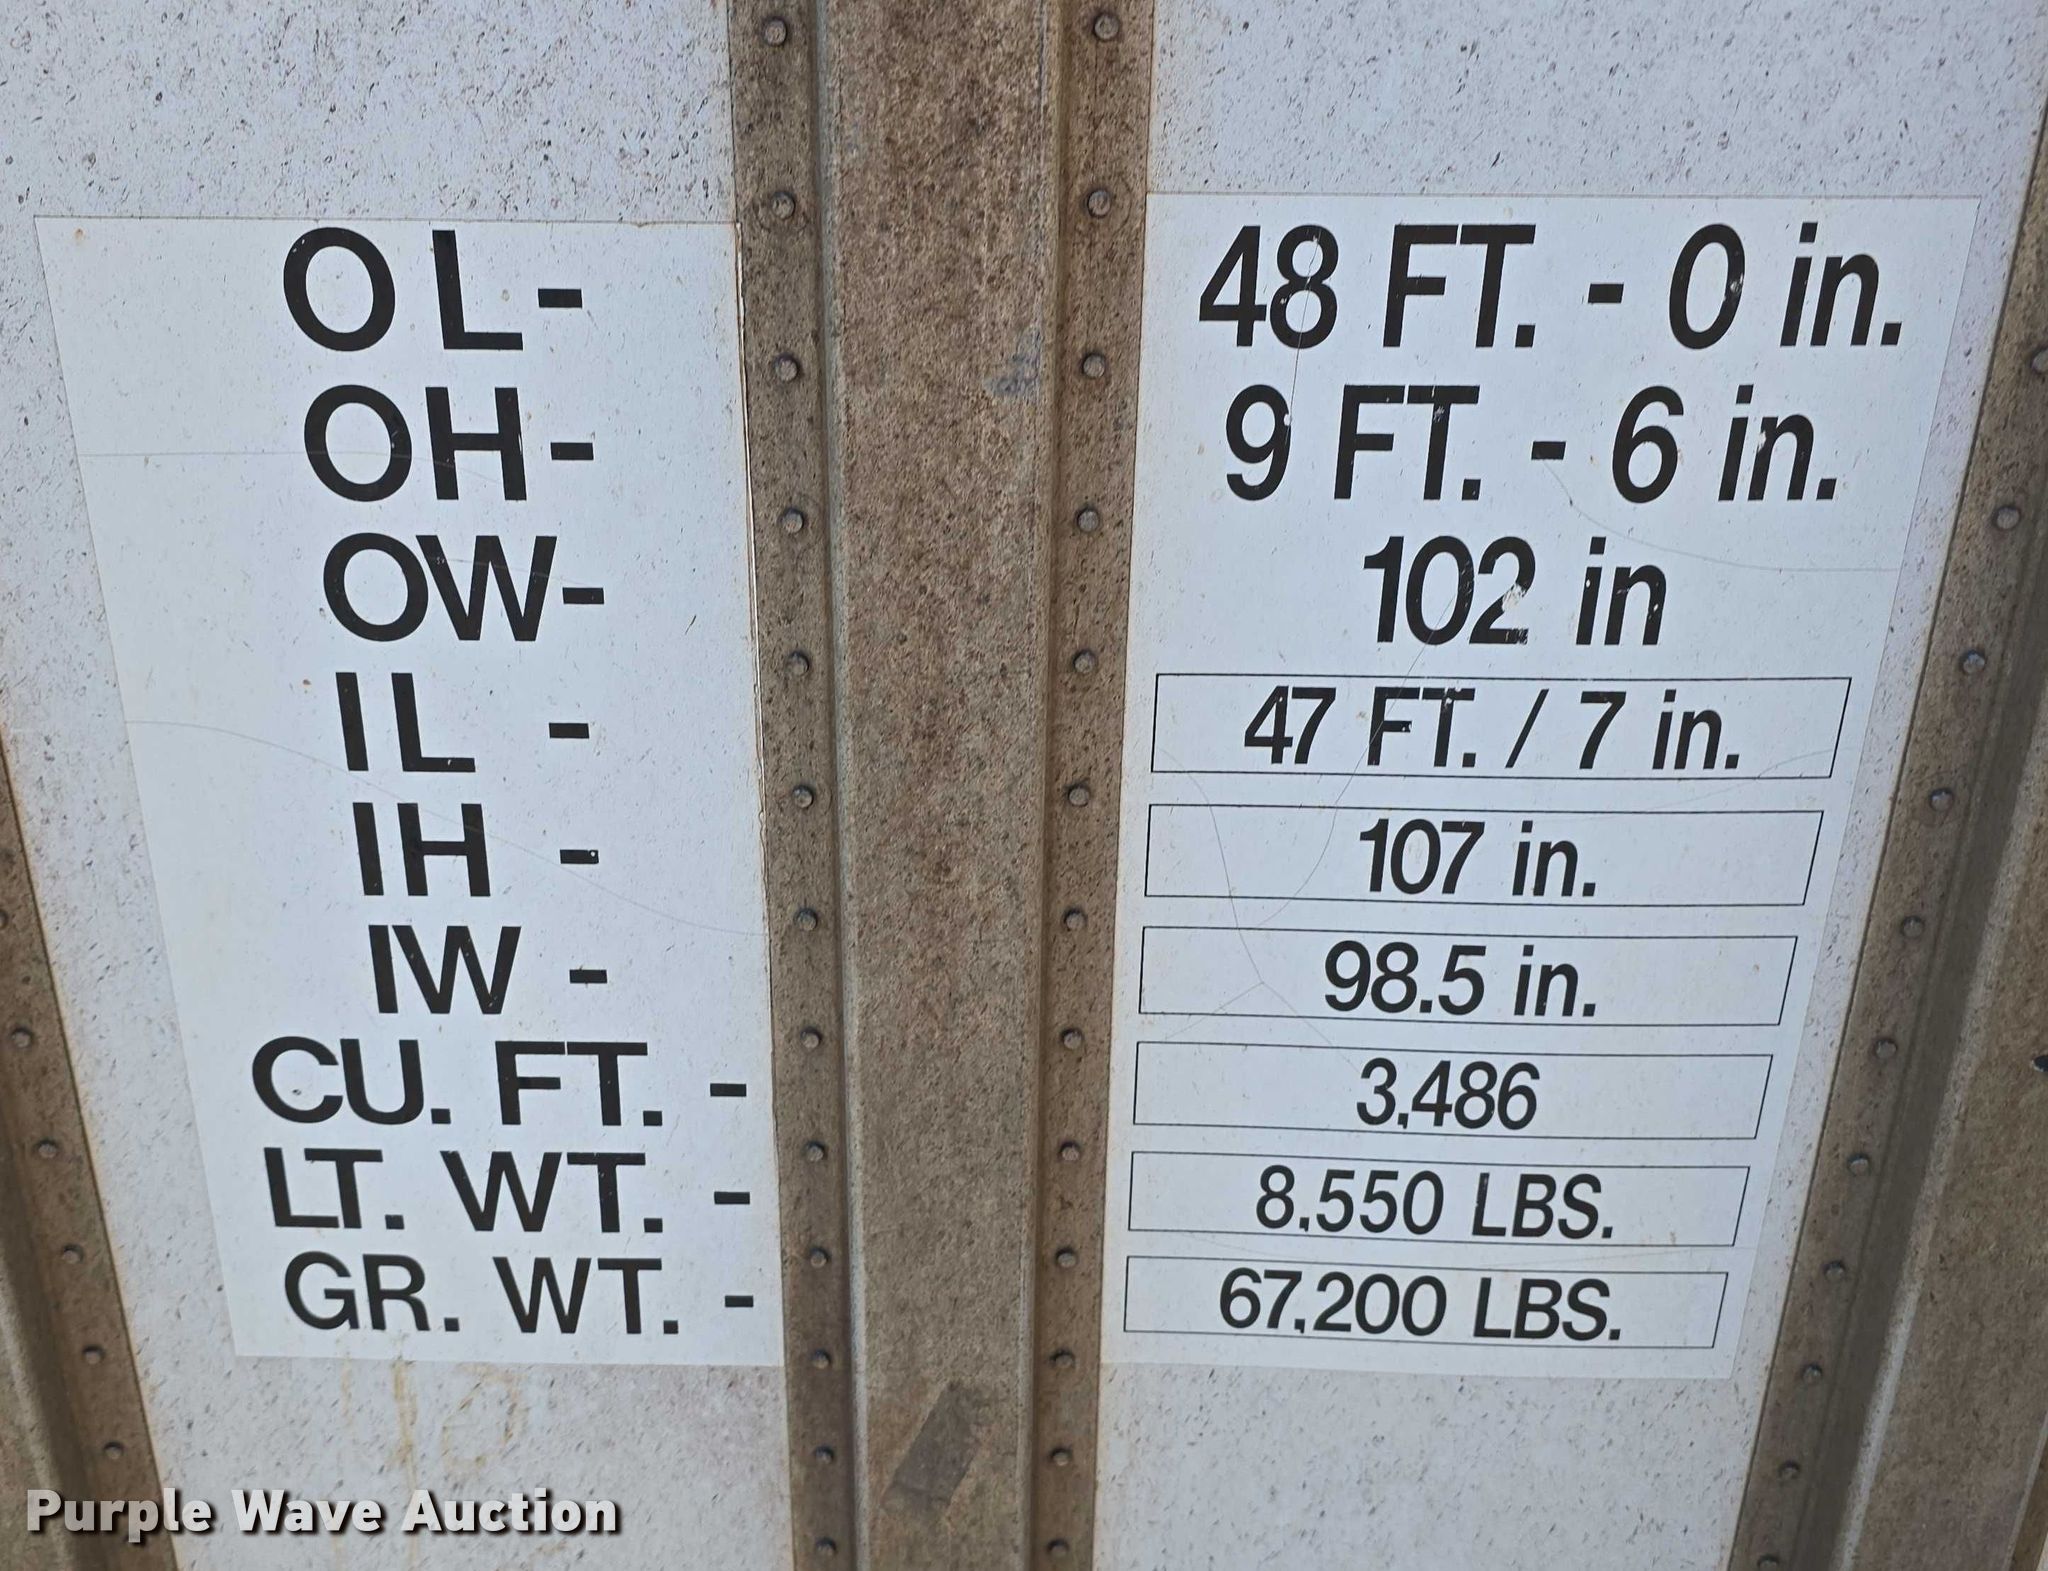 OL- 48 FT. - 0 in.
OH- 9 FT. - 6 in.
OW- 102 in
IL - 47 FT. / 7 in.
IH - 107 in.
IW - 98.5 in.
CU. FT. - 3,486
LT. WT. - 8,550 LBS.
GR. WT. - 67,200 LBS.
Purple Wave Auction